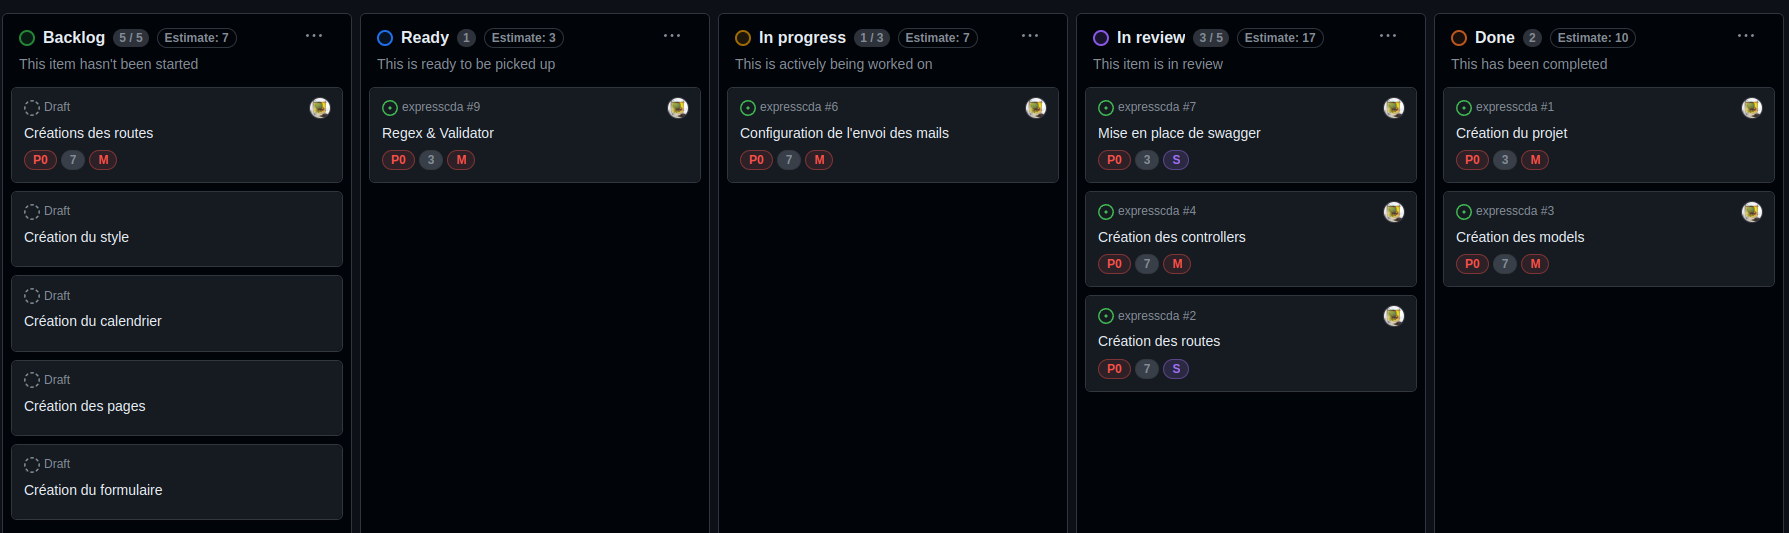 Backlog 5 / 5 Estimate: 7
This item hasn't been started
Draft
Créations des routes
P0 7 M
Draft
Création du style
Draft
Création du calendrier
Draft
Création des pages
Draft
Création du formulaire
Ready 1 Estimate: 3
This is ready to be picked up
expresscda #9
Regex & Validator
P0 3 M
In progress 1 / 3 Estimate: 7
This is actively being worked on
expresscda #6
Configuration de l'envoi des mails
P0 7 M
In review 3 / 5 Estimate: 17
This item is in review
expresscda #7
Mise en place de swagger
P0 3 S
expresscda #4
Création des controllers
P0 7 M
expresscda #2
Création des routes
P0 7 S
Done 2 Estimate: 10
This has been completed
expresscda #1
Création du projet
P0 3 M
expresscda #3
Création des models
P0 7 M